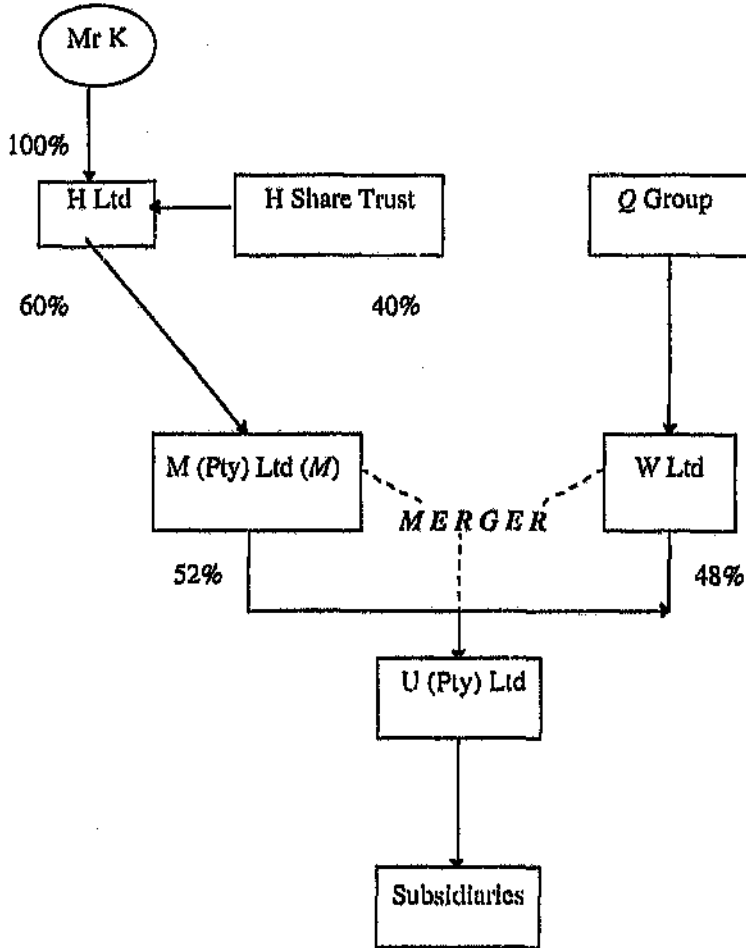 Mr K
100%
H Ltd
H Share Trust
Q Group
60%
40%
M (Pty) Ltd (M)
W Ltd
MERGER
52%
48%
U (Pty) Ltd
Subsidiaries